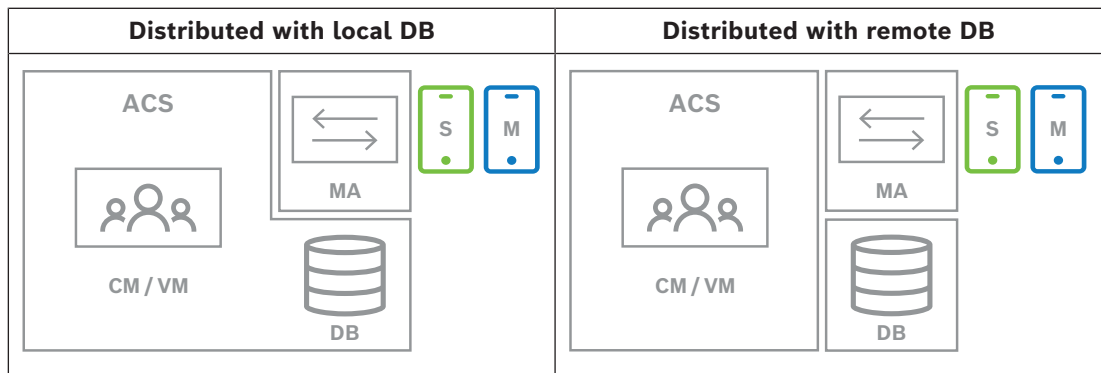 Distributed with local DB
Distributed with remote DB
ACS
S
M
MA
CM / VM
DB
ACS
S
M
MA
CM / VM
DB